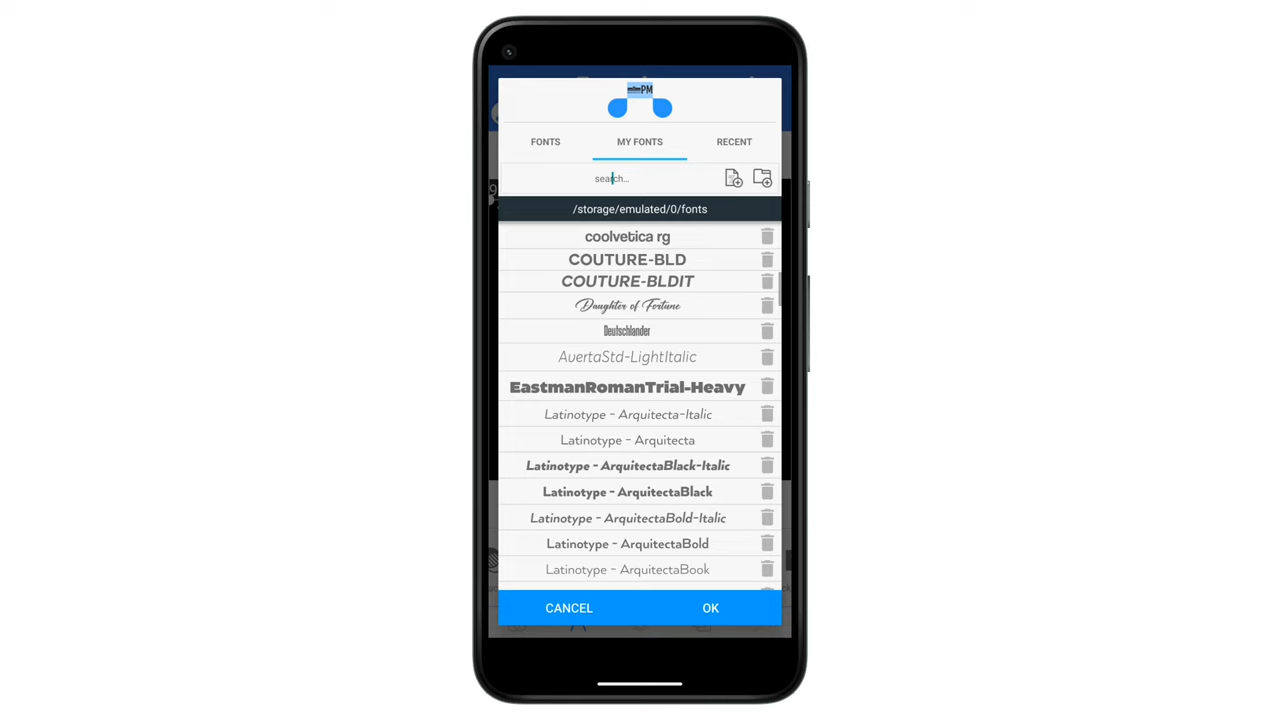 PM
FONTS
MY FONTS
RECENT
search...
/storage/emulated/0/fonts
coolvetica rg
COUTURE-BLD
COUTURE-BLDIT
Daughter of Fortune
Deutschlander
AvertaStd-LightItalic
EastmanRomanTrial-Heavy
Latinotype - Arquitecta-Italic
Latinotype - Arquitecta
Latinotype - ArquitectaBlack-Italic
Latinotype - ArquitectaBlack
Latinotype - ArquitectaBold-Italic
Latinotype - ArquitectaBold
Latinotype - ArquitectaBook
CANCEL
OK